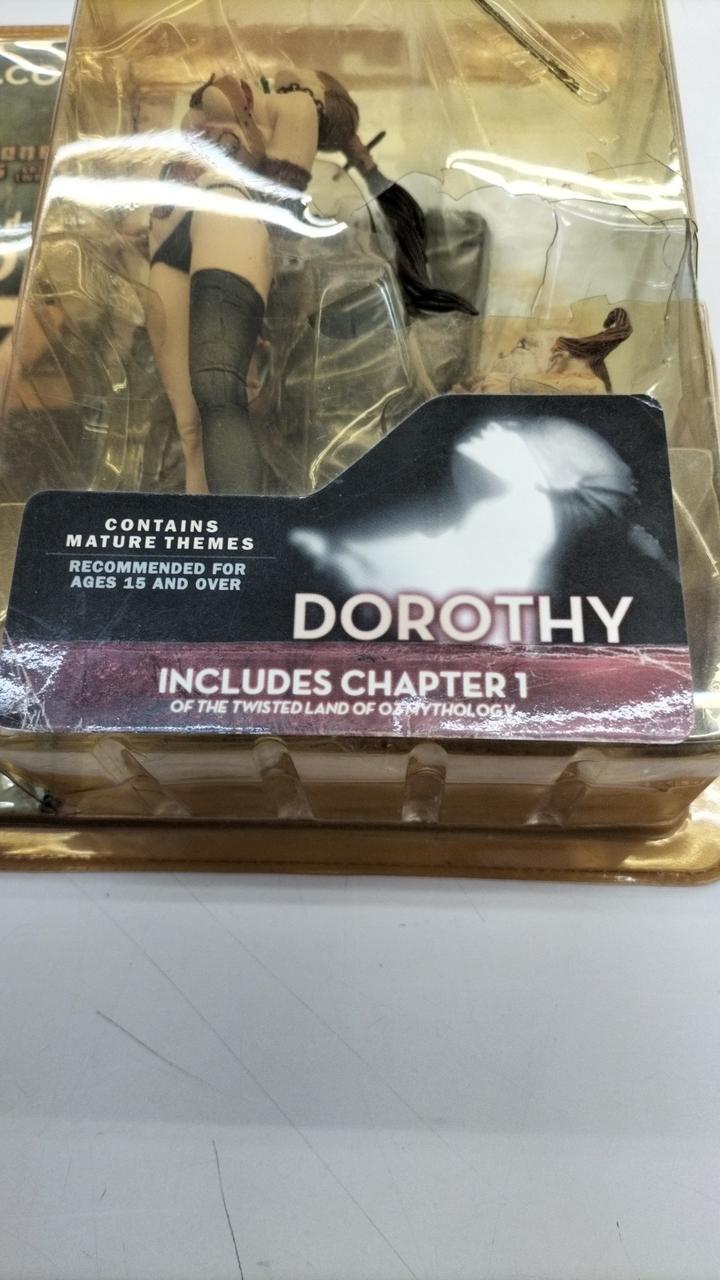 .CO
CONTAINS
MATURE THEMES
RECOMMENDED FOR
AGES 15 AND OVER
DOROTHY
INCLUDES CHAPTER 1
OF THE TWISTED LAND OF OZ MYTHOLOGY